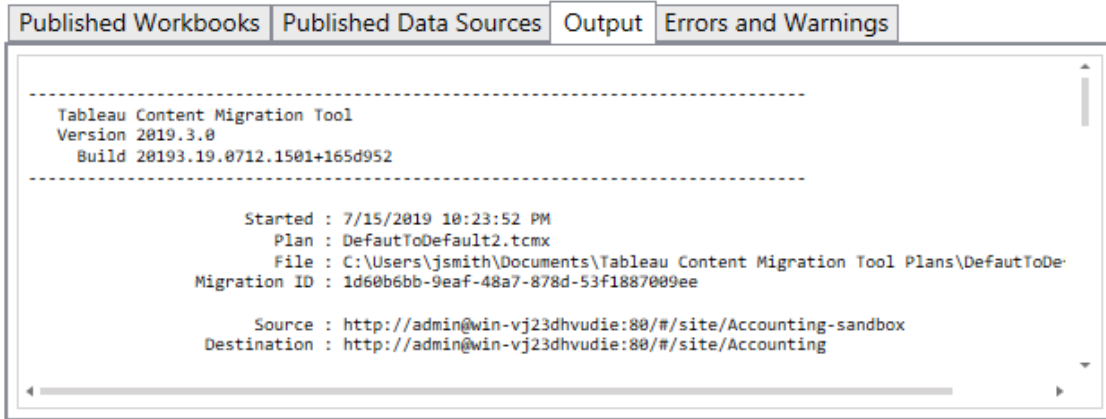 Published Workbooks Published Data Sources Output Errors and Warnings
--------------------------------------------------------------------------------
Tableau Content Migration Tool
Version 2019.3.0
Build 20193.19.0712.1501+165d952
--------------------------------------------------------------------------------
Started : 7/15/2019 10:23:52 PM
Plan : DefautToDefault2.tcmx
File : C:\Users\jsmith\Documents\Tableau Content Migration Tool Plans\DefautToDe
Migration ID : 1d60b6bb-9eaf-48a7-878d-53f1887009ee
Source : http://admin@win-vj23dhvudie:80/#/site/Accounting-sandbox
Destination : http://admin@win-vj23dhvudie:80/#/site/Accounting